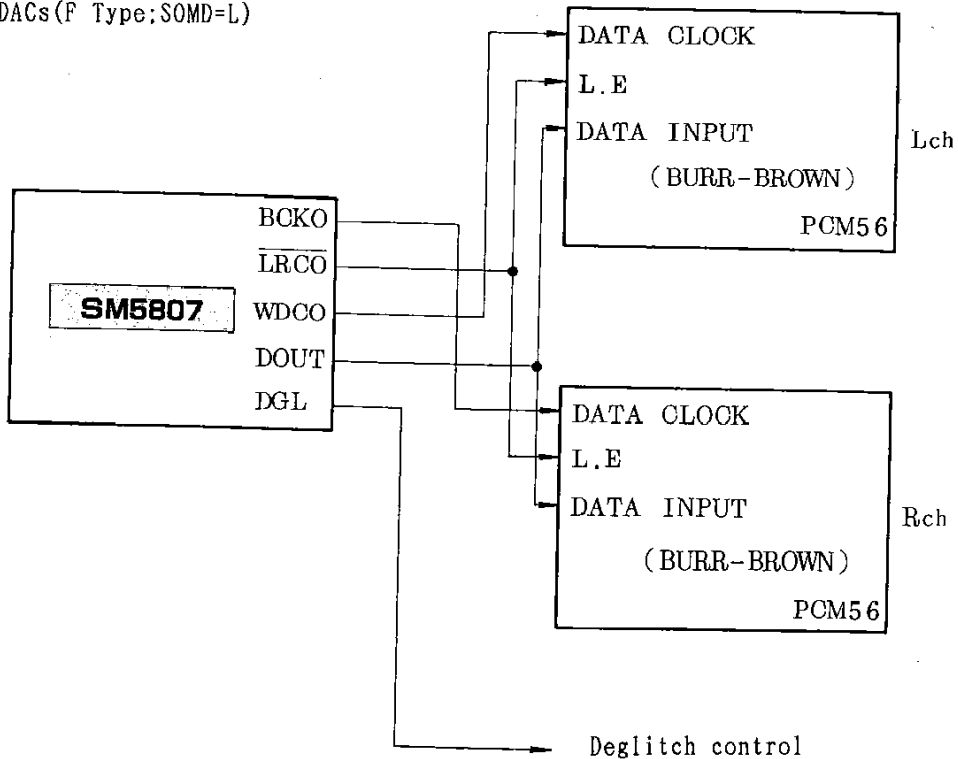 DACs(F Type;SOMD=L)
DATA CLOCK
L.E
DATA INPUT
(BURR-BROWN)
PCM56
Lch
BCKO
LRCO
SM5807
WDCO
DOUT
DGL
DATA CLOCK
L.E
DATA INPUT
(BURR-BROWN)
PCM56
Rch
Deglitch control